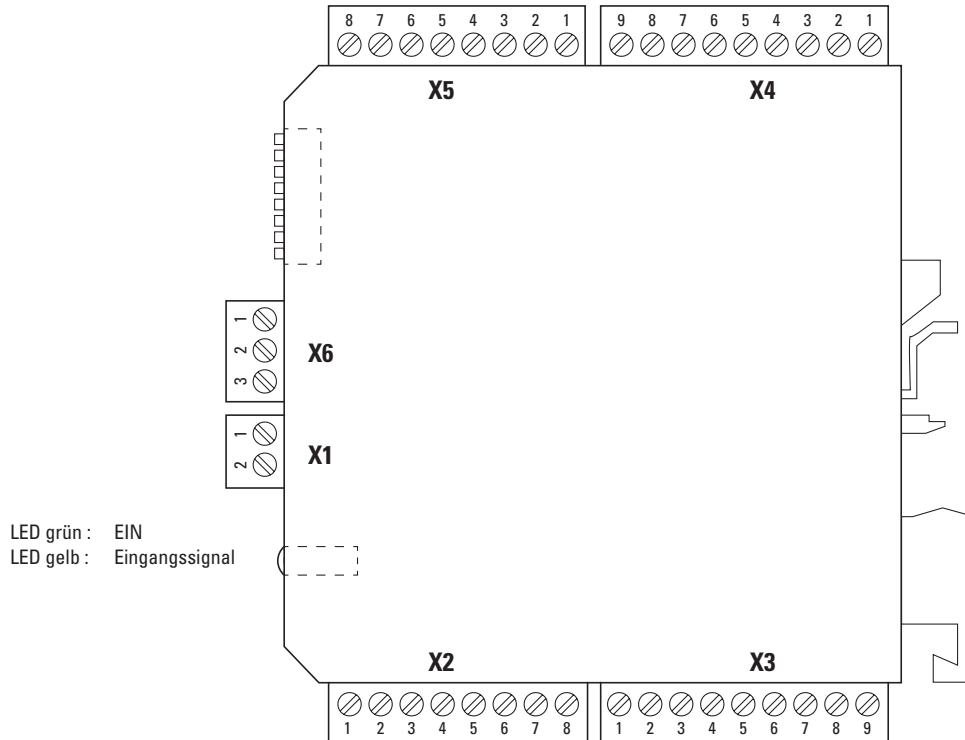 8 7 6 5 4 3 2 1
9 8 7 6 5 4 3 2 1
X5
X4
1
2
3
X6
1
2
X1
LED grün : EIN
LED gelb : Eingangssignal
X2
X3
1 2 3 4 5 6 7 8
1 2 3 4 5 6 7 8 9